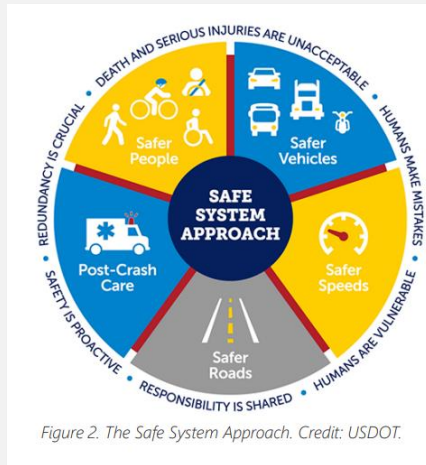 DEATH AND SERIOUS INJURIES ARE UNACCEPTABLE
HUMANS MAKE MISTAKES
HUMANS ARE VULNERABLE
RESPONSIBILITY IS SHARED
SAFETY IS PROACTIVE
REDUNDANCY IS CRUCIAL
Safer
People
Safer
Vehicles
SAFE
SYSTEM
APPROACH
Post-Crash
Care
Safer
Speeds
Safer
Roads
Figure 2. The Safe System Approach. Credit: USDOT.